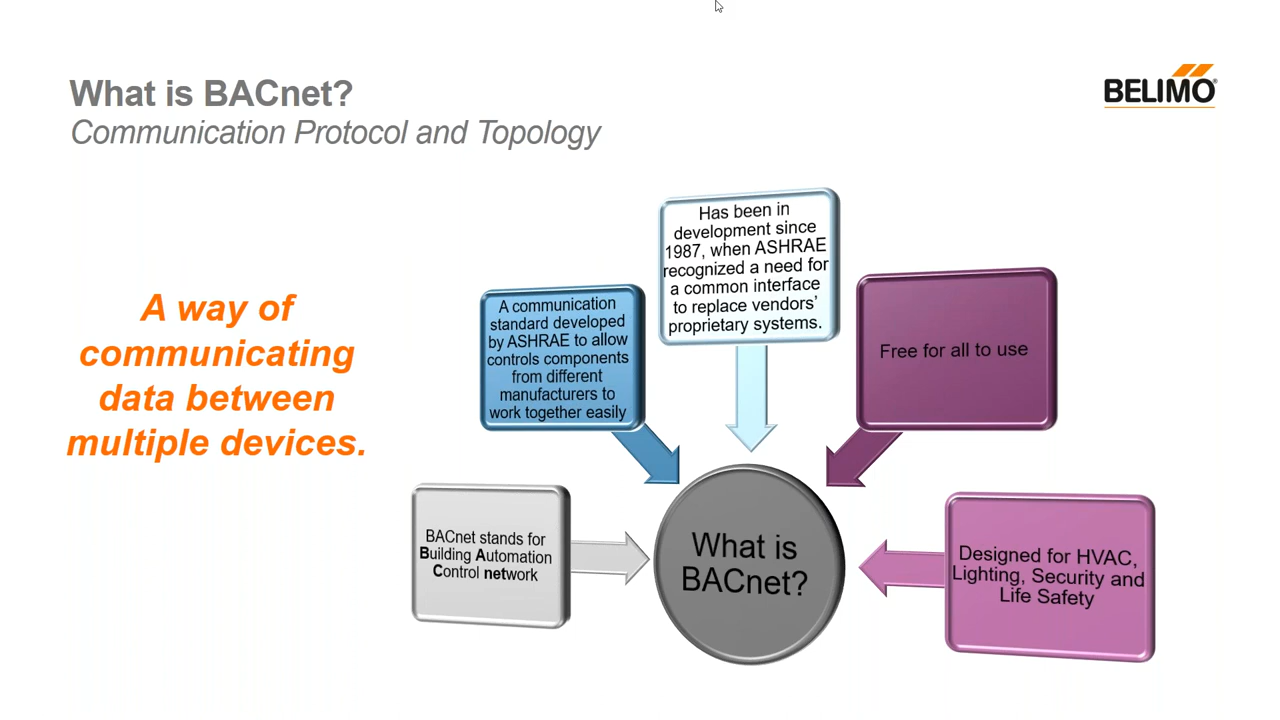 What is BACnet?
Communication Protocol and Topology
BELIMO®
A way of
communicating
data between
multiple devices.
BACnet stands for
Building Automation
Control network
A communication
standard developed
by ASHRAE to allow
controls components
from different
manufacturers to
work together easily
Has been in
development since
1987, when ASHRAE
recognized a need for
a common interface
to replace vendors’
proprietary systems.
Free for all to use
Designed for HVAC,
Lighting, Security and
Life Safety
What is
BACnet?